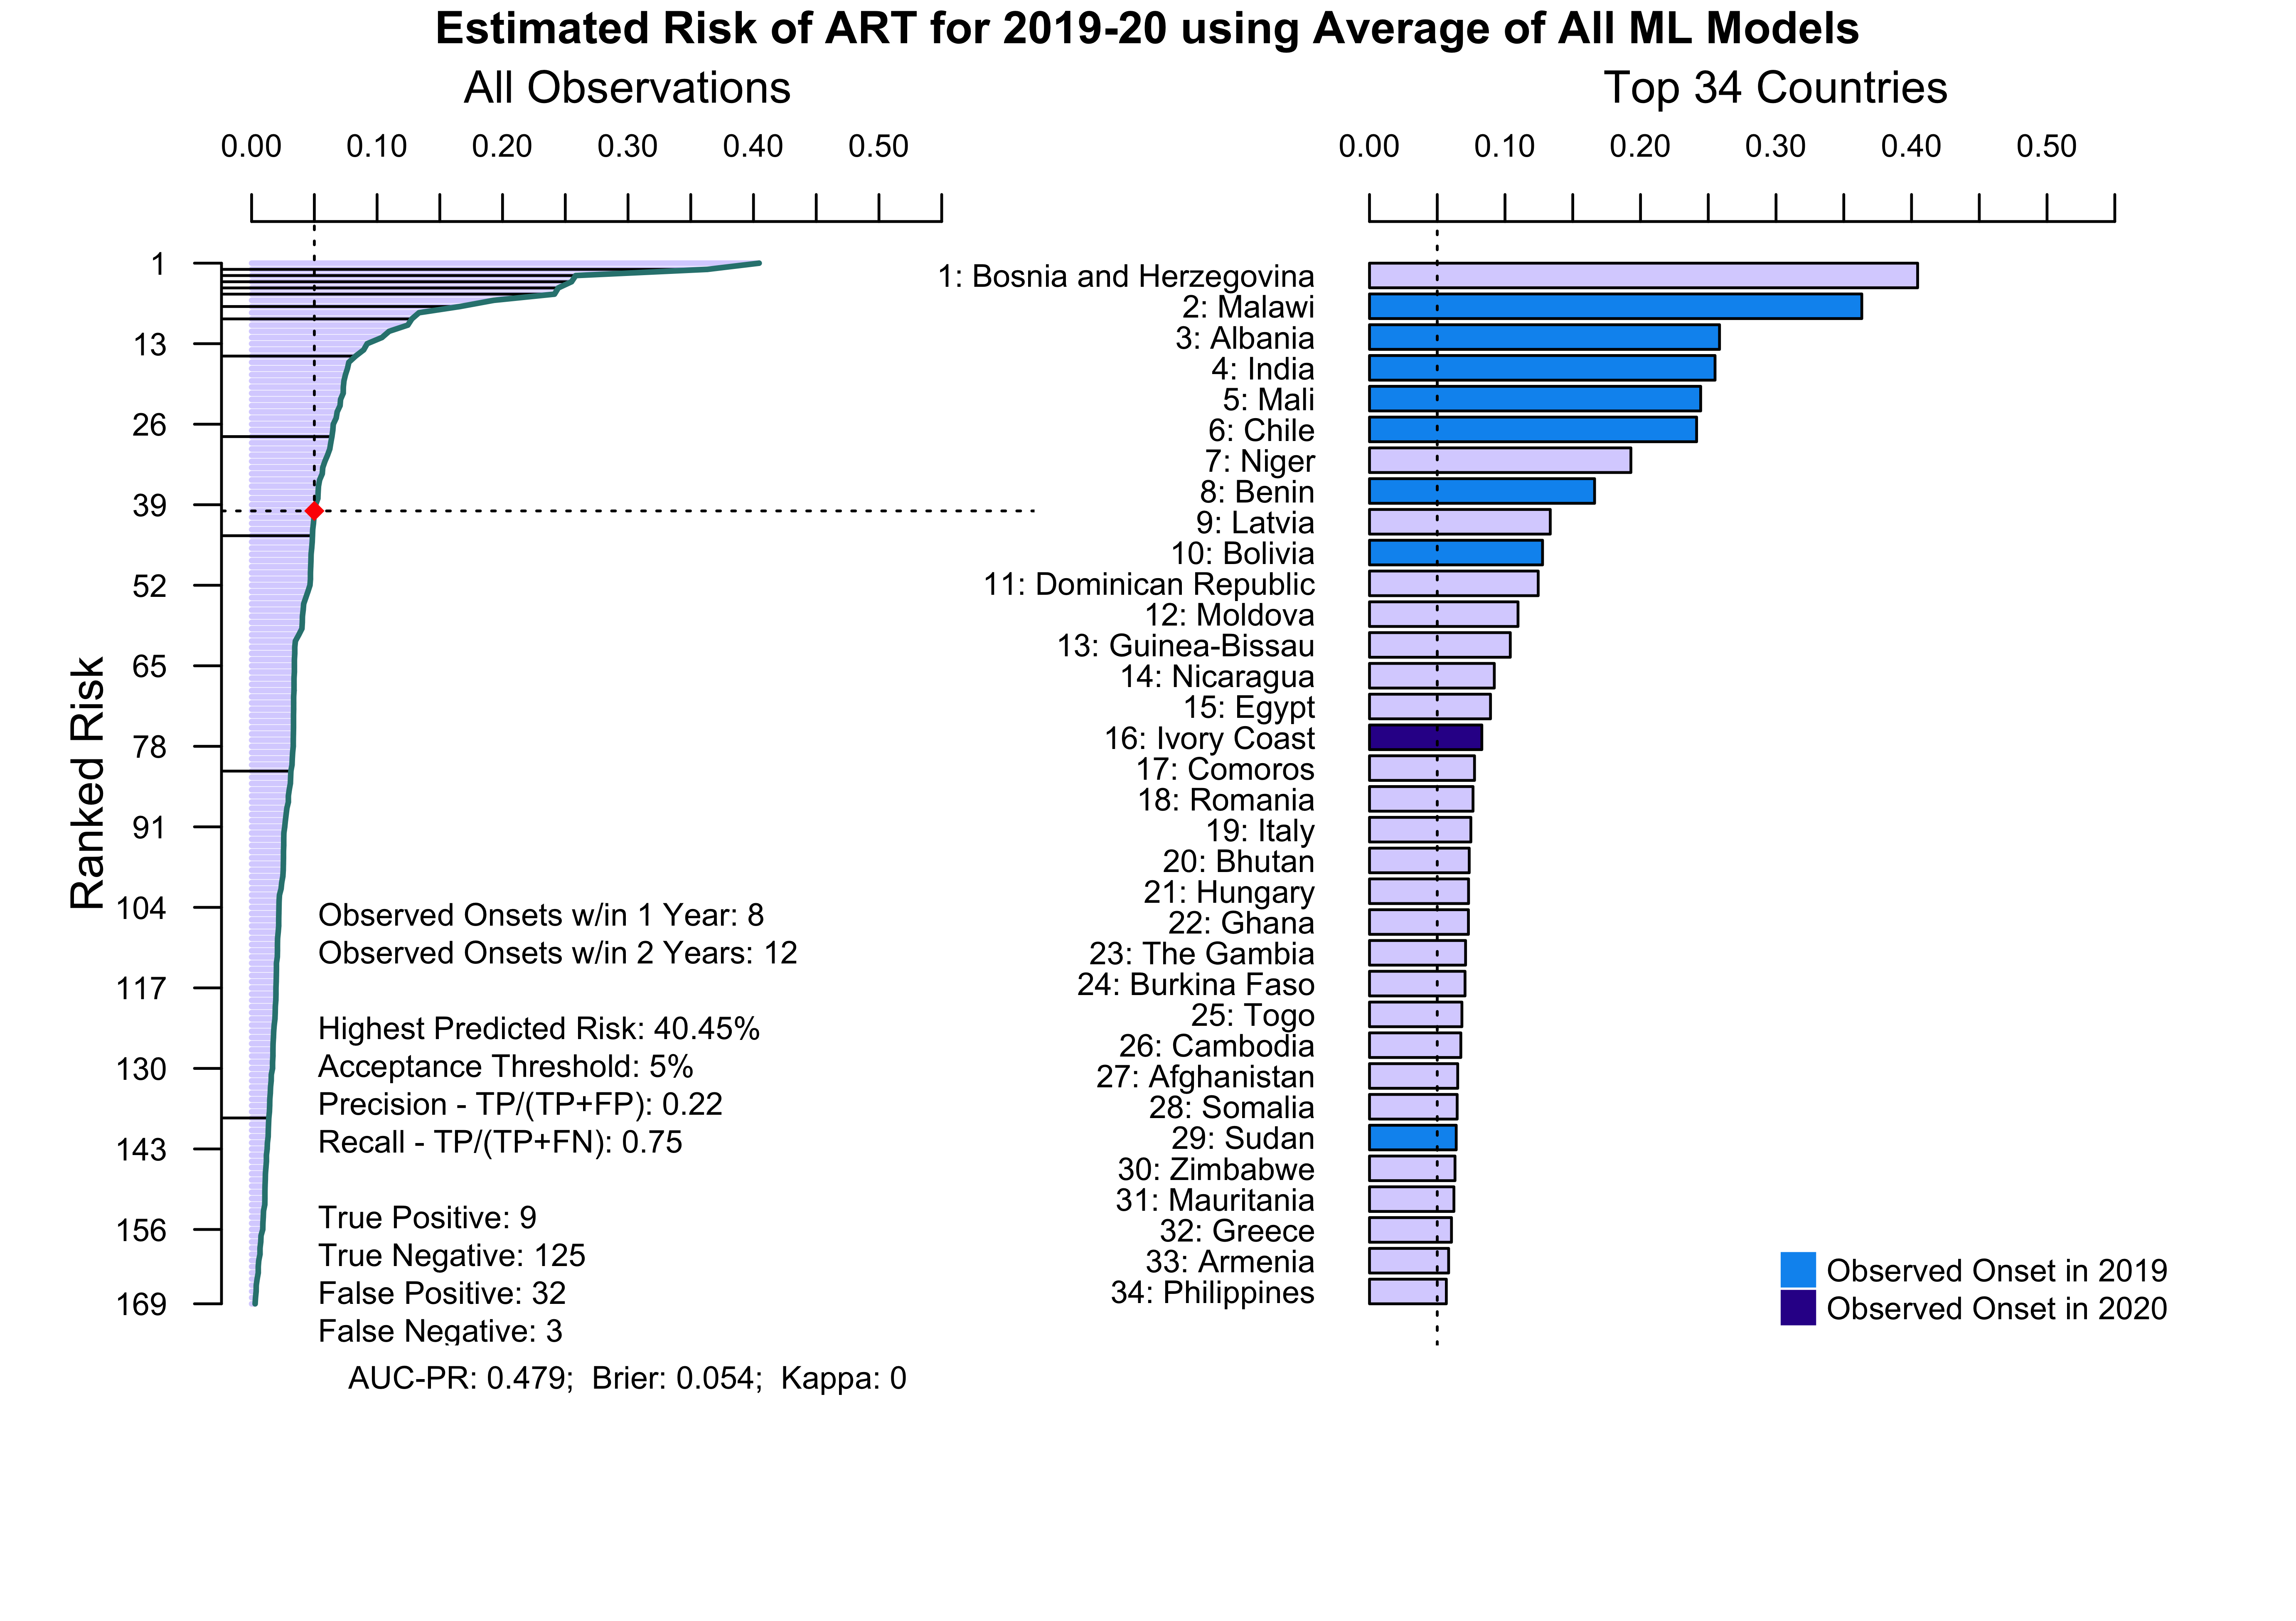 Estimated Risk of ART for 2019-20 using Average of All ML Models
All Observations
0.00 0.10 0.20 0.30 0.40 0.50
Ranked Risk
1
13
26
39
52
65
78
91
104
117
130
143
156
169
Observed Onsets w/in 1 Year: 8
Observed Onsets w/in 2 Years: 12
Highest Predicted Risk: 40.45%
Acceptance Threshold: 5%
Precision - TP/(TP+FP): 0.22
Recall - TP/(TP+FN): 0.75
True Positive: 9
True Negative: 125
False Positive: 32
False Negative: 3
AUC-PR: 0.479; Brier: 0.054; Kappa: 0
Top 34 Countries
0.00 0.10 0.20 0.30 0.40 0.50
1: Bosnia and Herzegovina
2: Malawi
3: Albania
4: India
5: Mali
6: Chile
7: Niger
8: Benin
9: Latvia
10: Bolivia
11: Dominican Republic
12: Moldova
13: Guinea-Bissau
14: Nicaragua
15: Egypt
16: Ivory Coast
17: Comoros
18: Romania
19: Italy
20: Bhutan
21: Hungary
22: Ghana
23: The Gambia
24: Burkina Faso
25: Togo
26: Cambodia
27: Afghanistan
28: Somalia
29: Sudan
30: Zimbabwe
31: Mauritania
32: Greece
33: Armenia
34: Philippines
Observed Onset in 2019
Observed Onset in 2020